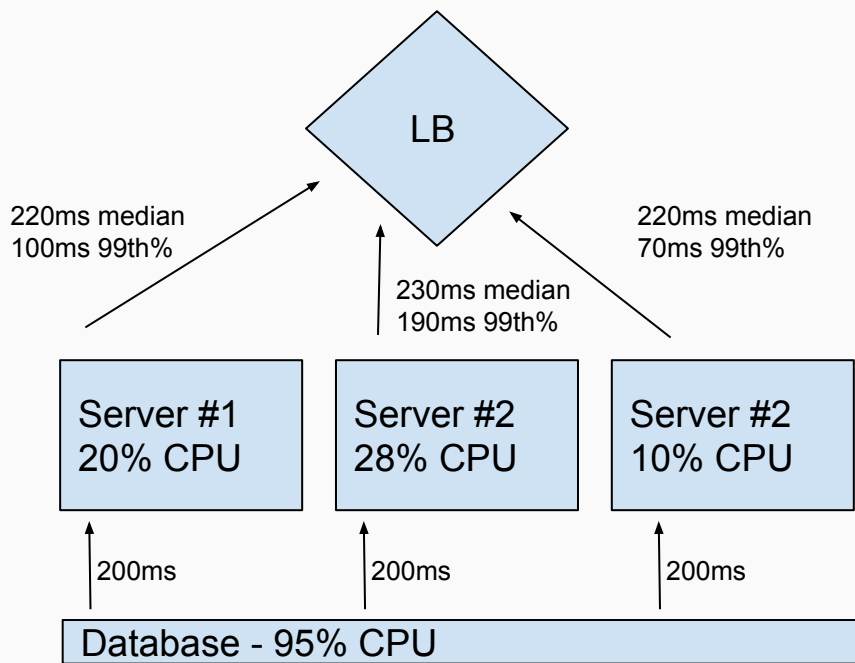 LB
220ms median
100ms 99th%
230ms median
190ms 99th%
220ms median
70ms 99th%
Server #1
20% CPU
Server #2
28% CPU
Server #2
10% CPU
200ms
200ms
200ms
Database - 95% CPU